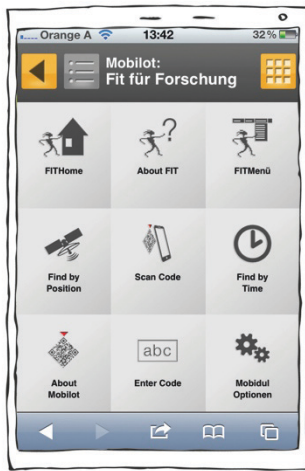 ..... Orange A 13:42 32%
Mobilot:
Fit für Forschung
FITHome About FIT FITMenü
?
Find by Position Scan Code Find by Time
abc
About Mobilot Enter Code Mobidul Optionen